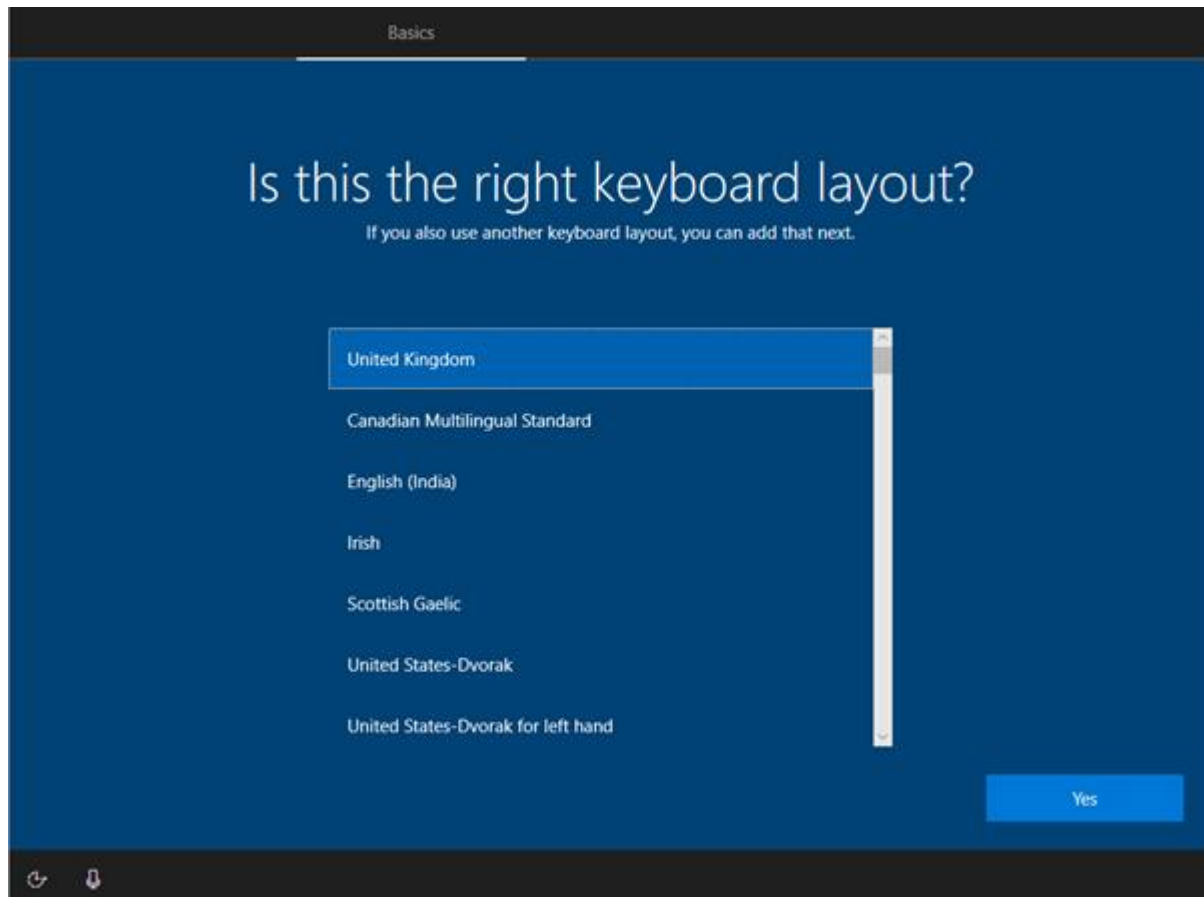 Basics
Is this the right keyboard layout?
If you also use another keyboard layout, you can add that next.
United Kingdom
Canadian Multilingual Standard
English (India)
Irish
Scottish Gaelic
United States-Dvorak
United States-Dvorak for left hand
Yes